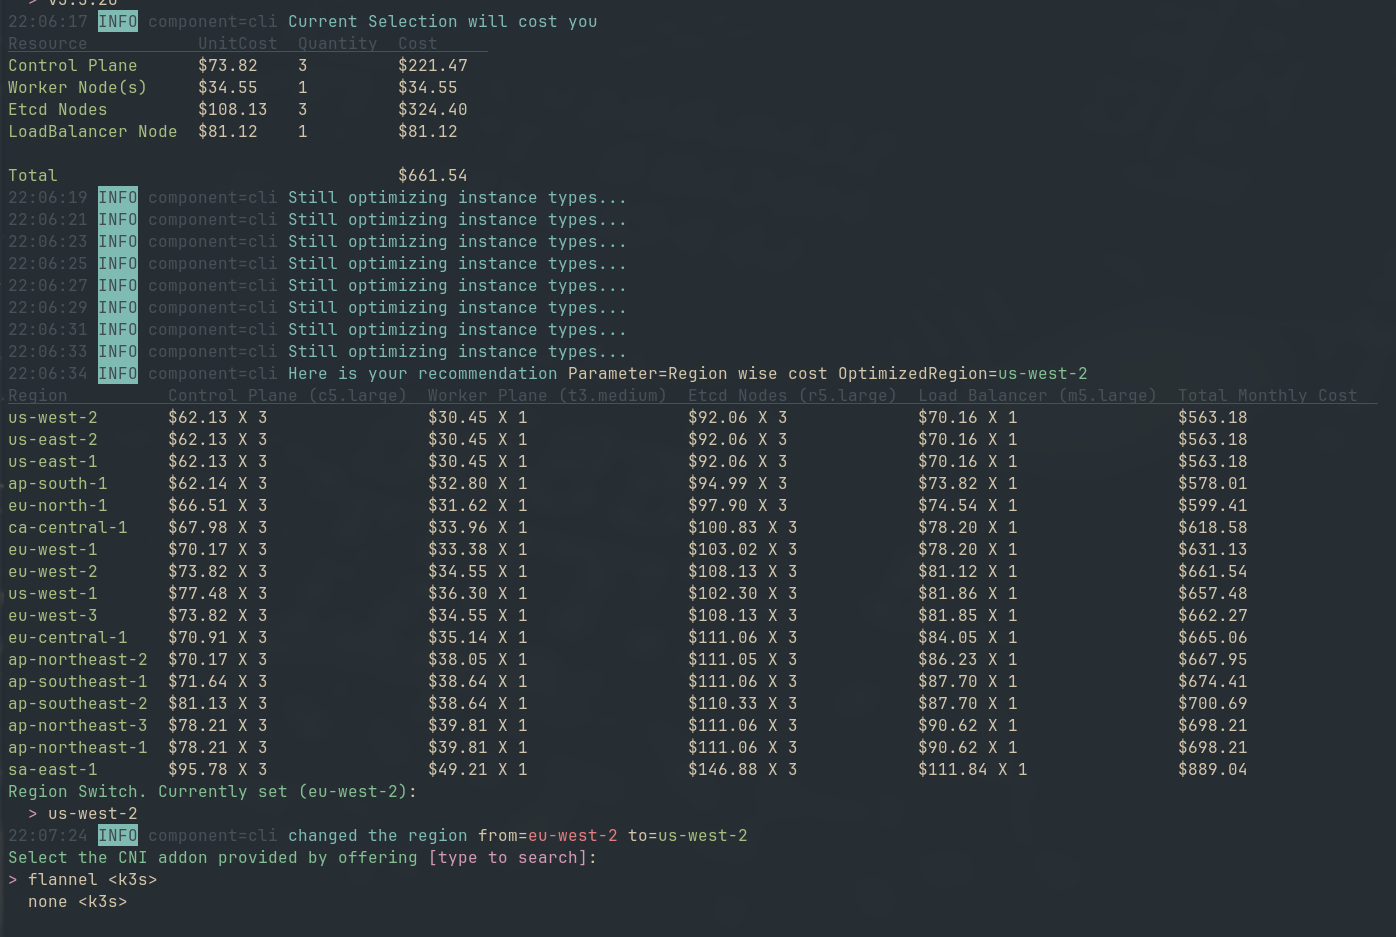 > v3.5.20
22:06:17 INFO component=cli Current Selection will cost you
Resource UnitCost Quantity Cost
Control Plane $73.82 3 $221.47
Worker Node(s) $34.55 1 $34.55
Etcd Nodes $108.13 3 $324.40
LoadBalancer Node $81.12 1 $81.12
Total $661.54
22:06:19 INFO component=cli Still optimizing instance types...
22:06:21 INFO component=cli Still optimizing instance types...
22:06:23 INFO component=cli Still optimizing instance types...
22:06:25 INFO component=cli Still optimizing instance types...
22:06:27 INFO component=cli Still optimizing instance types...
22:06:29 INFO component=cli Still optimizing instance types...
22:06:31 INFO component=cli Still optimizing instance types...
22:06:33 INFO component=cli Still optimizing instance types...
22:06:34 INFO component=cli Here is your recommendation Parameter=Region wise cost OptimizedRegion=us-west-2
Region Control Plane (c5.large) Worker Plane (t3.medium) Etcd Nodes (r5.large) Load Balancer (m5.large) Total Monthly Cost
us-west-2 $62.13 X 3 $30.45 X 1 $92.06 X 3 $70.16 X 1 $563.18
us-east-2 $62.13 X 3 $30.45 X 1 $92.06 X 3 $70.16 X 1 $563.18
us-east-1 $62.13 X 3 $30.45 X 1 $92.06 X 3 $70.16 X 1 $563.18
ap-south-1 $62.14 X 3 $32.80 X 1 $94.99 X 3 $73.82 X 1 $578.01
eu-north-1 $66.51 X 3 $31.62 X 1 $97.90 X 3 $74.54 X 1 $599.41
ca-central-1 $67.98 X 3 $33.96 X 1 $100.83 X 3 $78.20 X 1 $618.58
eu-west-1 $70.17 X 3 $33.38 X 1 $103.02 X 3 $78.20 X 1 $631.13
eu-west-2 $73.82 X 3 $34.55 X 1 $108.13 X 3 $81.12 X 1 $661.54
us-west-1 $77.48 X 3 $36.30 X 1 $102.30 X 3 $81.86 X 1 $657.48
eu-west-3 $73.82 X 3 $34.55 X 1 $108.13 X 3 $81.85 X 1 $662.27
eu-central-1 $70.91 X 3 $35.14 X 1 $111.06 X 3 $84.05 X 1 $665.06
ap-northeast-2 $70.17 X 3 $38.05 X 1 $111.05 X 3 $86.23 X 1 $667.95
ap-southeast-1 $71.64 X 3 $38.64 X 1 $111.06 X 3 $87.70 X 1 $674.41
ap-southeast-2 $81.13 X 3 $38.64 X 1 $110.33 X 3 $87.70 X 1 $700.69
ap-northeast-3 $78.21 X 3 $39.81 X 1 $111.06 X 3 $90.62 X 1 $698.21
ap-northeast-1 $78.21 X 3 $39.81 X 1 $111.06 X 3 $90.62 X 1 $698.21
sa-east-1 $95.78 X 3 $49.21 X 1 $146.88 X 3 $111.84 X 1 $889.04
Region Switch. Currently set (eu-west-2):
> us-west-2
22:07:24 INFO component=cli changed the region from=eu-west-2 to=us-west-2
Select the CNI addon provided by offering [type to search]:
> flannel <k3s>
none <k3s>